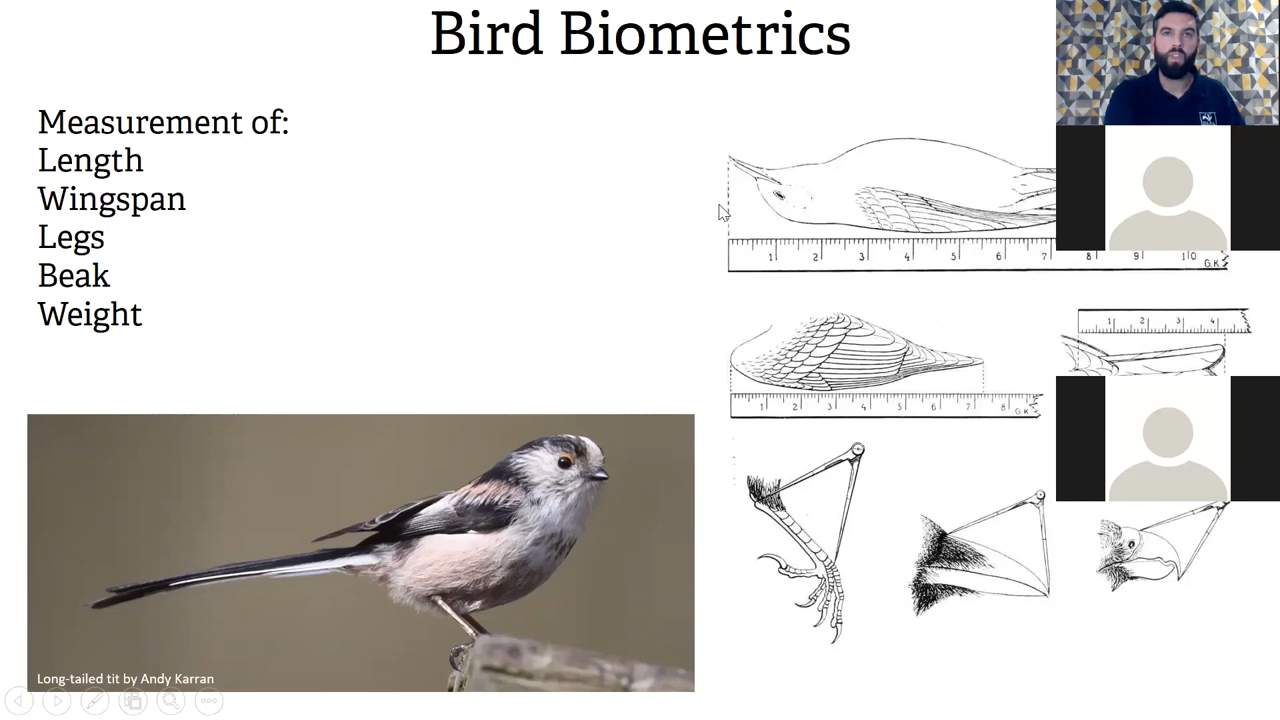 Bird Biometrics
Measurement of:
Length
Wingspan
Legs
Beak
Weight
1 2 3 4 5 6 7 8 9 10 G.K.
1 2 3 4
1 2 3 4 5 6 7 8 G.K.
Long-tailed tit by Andy Karran